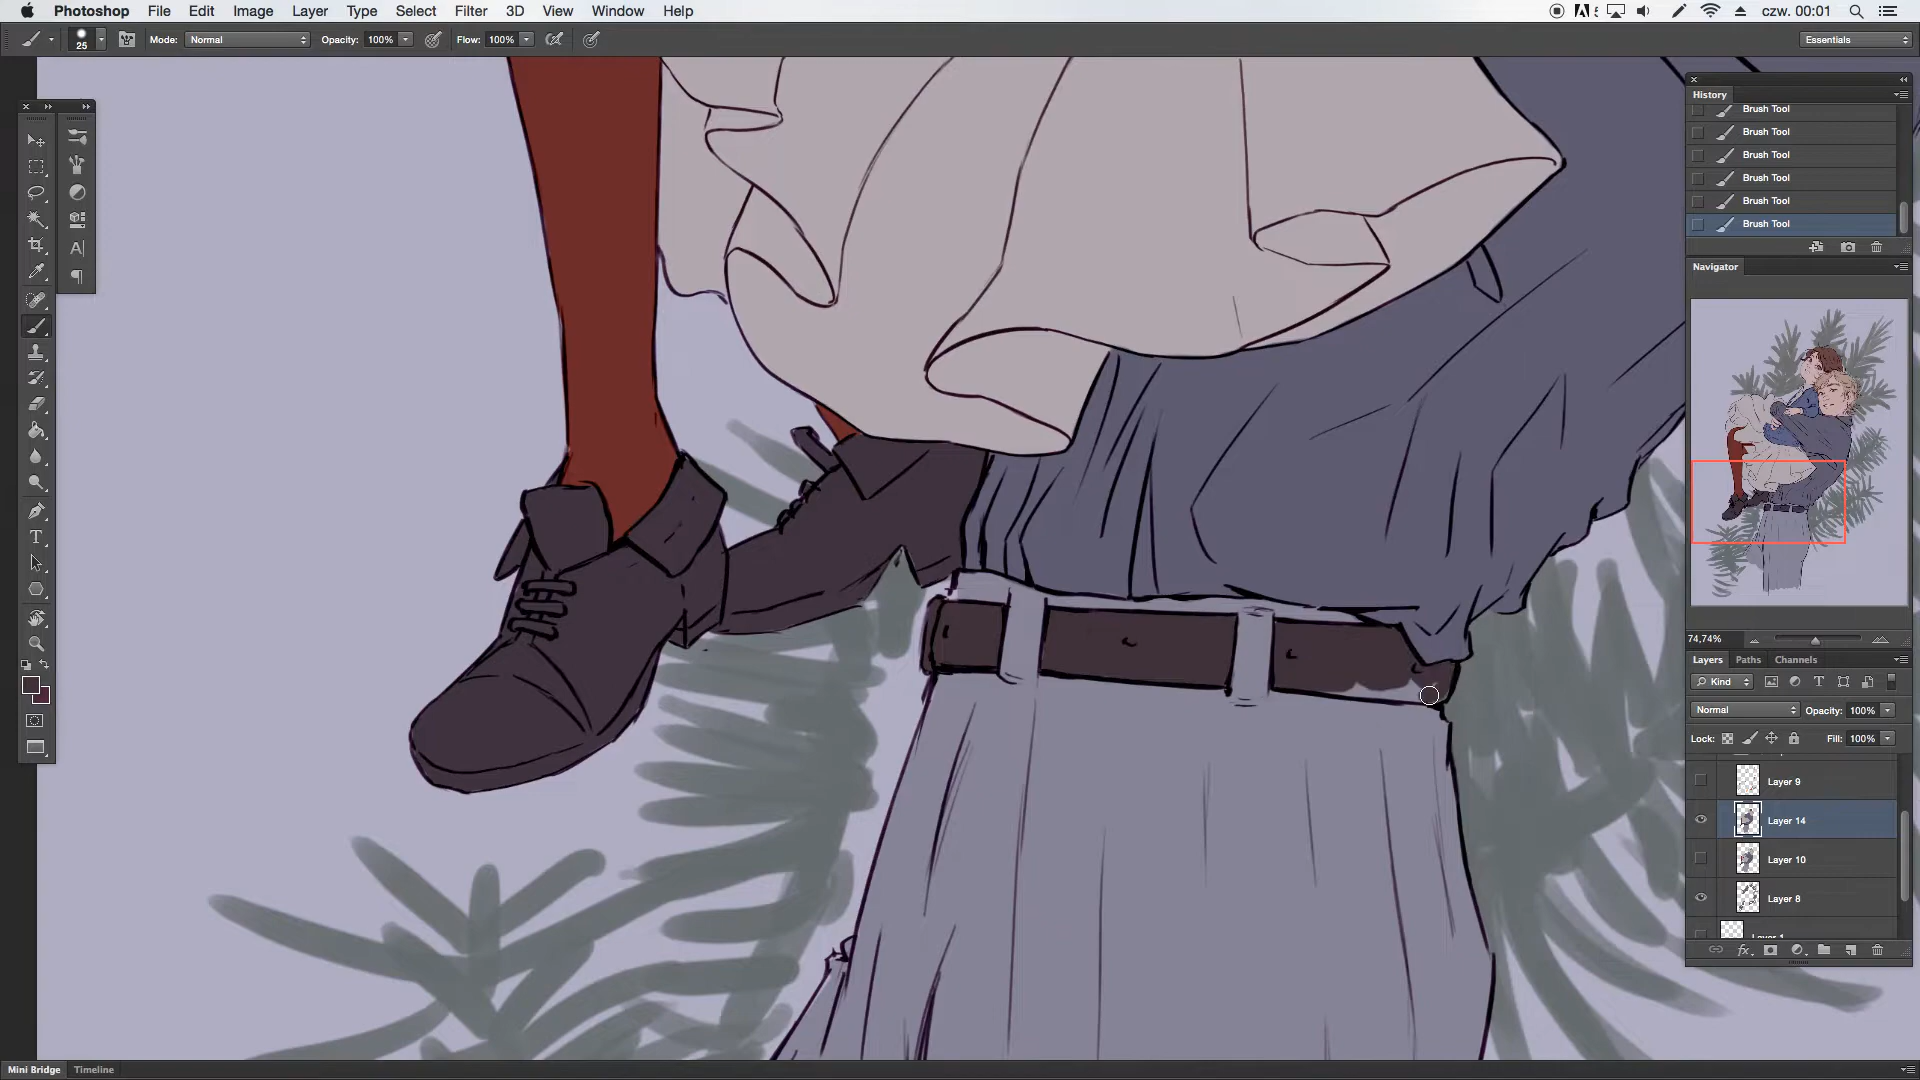 Photoshop File Edit Image Layer Type Select Filter 3D View Window Help czw. 00:01
25 Mode: Normal Opacity: 100% Flow: 100% Essentials
History
Brush Tool
Brush Tool
Brush Tool
Brush Tool
Brush Tool
Brush Tool
Navigator
74,74%
Layers Paths Channels
Kind
Normal Opacity: 100%
Lock: Fill: 100%
Layer 9
Layer 14
Layer 10
Layer 8
Layer 1
Mini Bridge Timeline